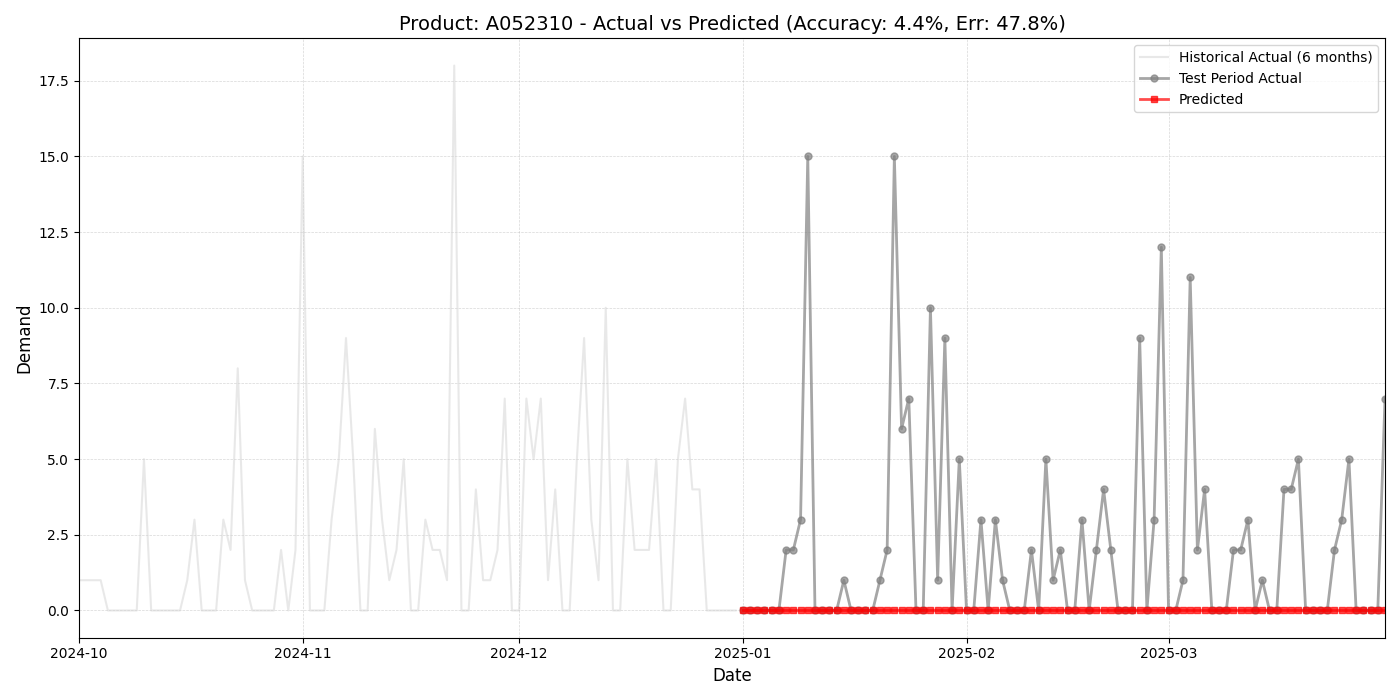 Product: A052310 - Actual vs Predicted (Accuracy: 4.4%, Err: 47.8%)
Historical Actual (6 months)
Test Period Actual
Predicted
Demand
17.5
15.0
12.5
10.0
7.5
5.0
2.5
0.0
2024-10
2024-11
2024-12
2025-01
2025-02
2025-03
Date